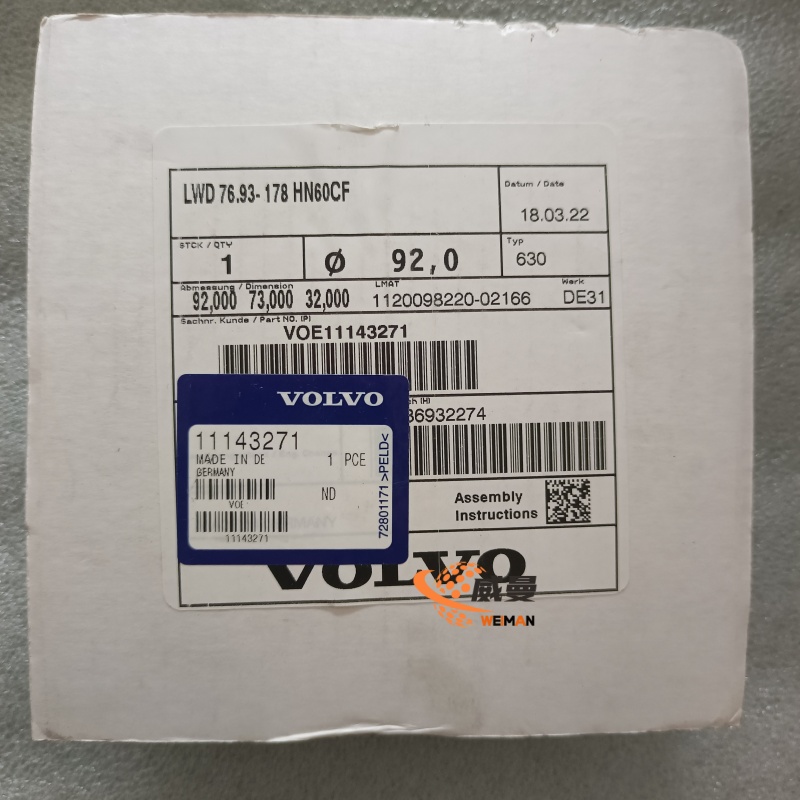 LWD 76.93-178 HN60CF
Datum / Date
18.03.22
STCK / QTY
1
Ø 92,0
Typ
630
Abmessung / Dimension
92,000 73,000 32,000
LMAT
1120098220-02166
Werk
DE31
Sachnr. Kunde / Part NO. (P)
VOE11143271
(H)
86932274
VOLVO
11143271
MADE IN DE
GERMANY
1 PCE
ND
VOE
11143271
72801171 >PELD<
Assembly
Instructions
VOLVO
威曼
WEMAN